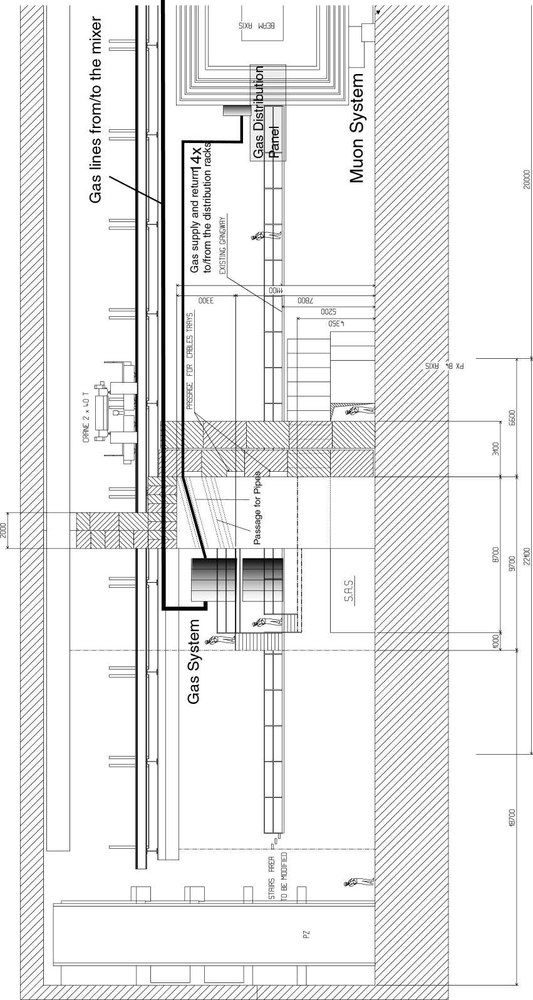 Gas lines from/to the mixer
BEAM AXIS
Gas Distribution
Panel
Muon System
Gas supply and return
14x
to/from the distribution racks
EXISTING GANGWAY
PASSAGE FOR CABLES TRAYS
CRANE 2 x 40 T
11100
3300
7800
5200
4350
20000
PX 84 AXIS
6600
3100
2000
Passage for Pipes
8700
9700
22100
S.A.S
Gas System
1000
18700
STAIRS AREA
TO BE MODIFIED
PZ